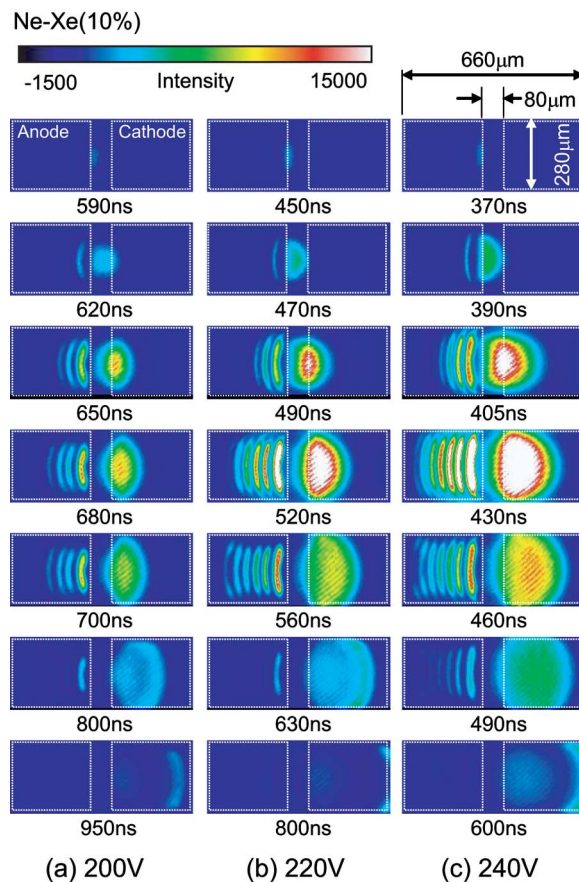 Ne-Xe(10%)
-1500 Intensity 15000
660μm
80μm
Anode Cathode
280μm
590ns 450ns 370ns
620ns 470ns 390ns
650ns 490ns 405ns
680ns 520ns 430ns
700ns 560ns 460ns
800ns 630ns 490ns
950ns 800ns 600ns
(a) 200V (b) 220V (c) 240V